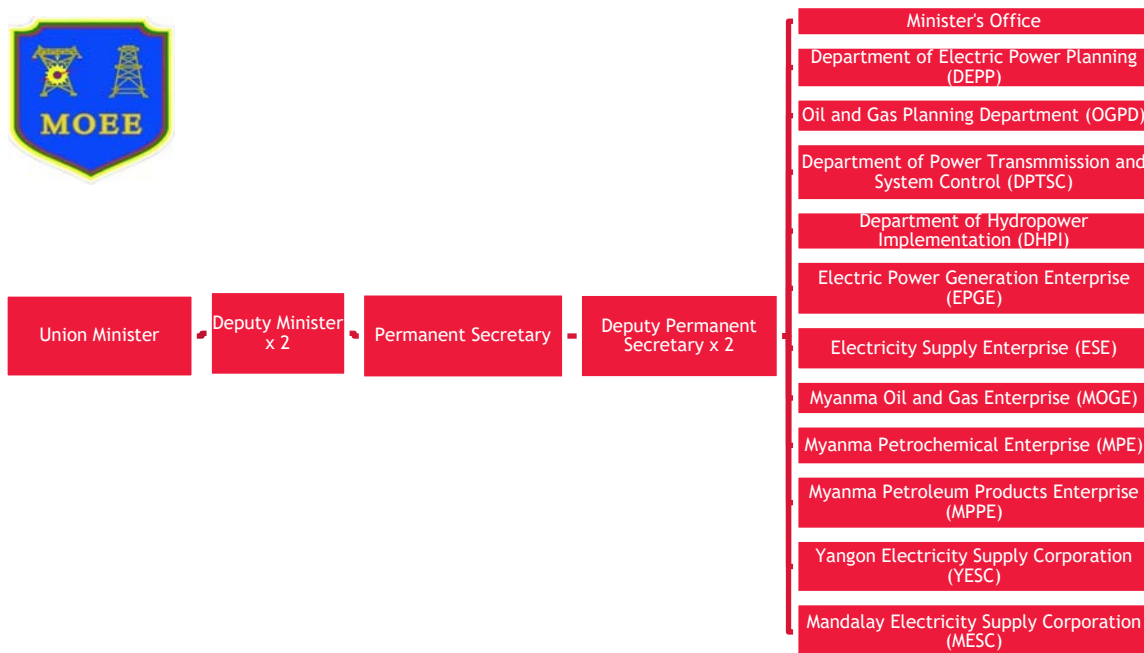 MOEE
Union Minister
Deputy Minister
x 2
Permanent Secretary
Deputy Permanent
Secretary x 2
Minister's Office
Department of Electric Power Planning
(DEPP)
Oil and Gas Planning Department (OGPD)
Department of Power Transmmission and
System Control (DPTSC)
Department of Hydropower
Implementation (DHPI)
Electric Power Generation Enterprise
(EPGE)
Electricity Supply Enterprise (ESE)
Myanma Oil and Gas Enterprise (MOGE)
Myanma Petrochemical Enterprise (MPE)
Myanma Petroleum Products Enterprise
(MPPE)
Yangon Electricity Supply Corporation
(YESC)
Mandalay Electricity Supply Corporation
(MESC)